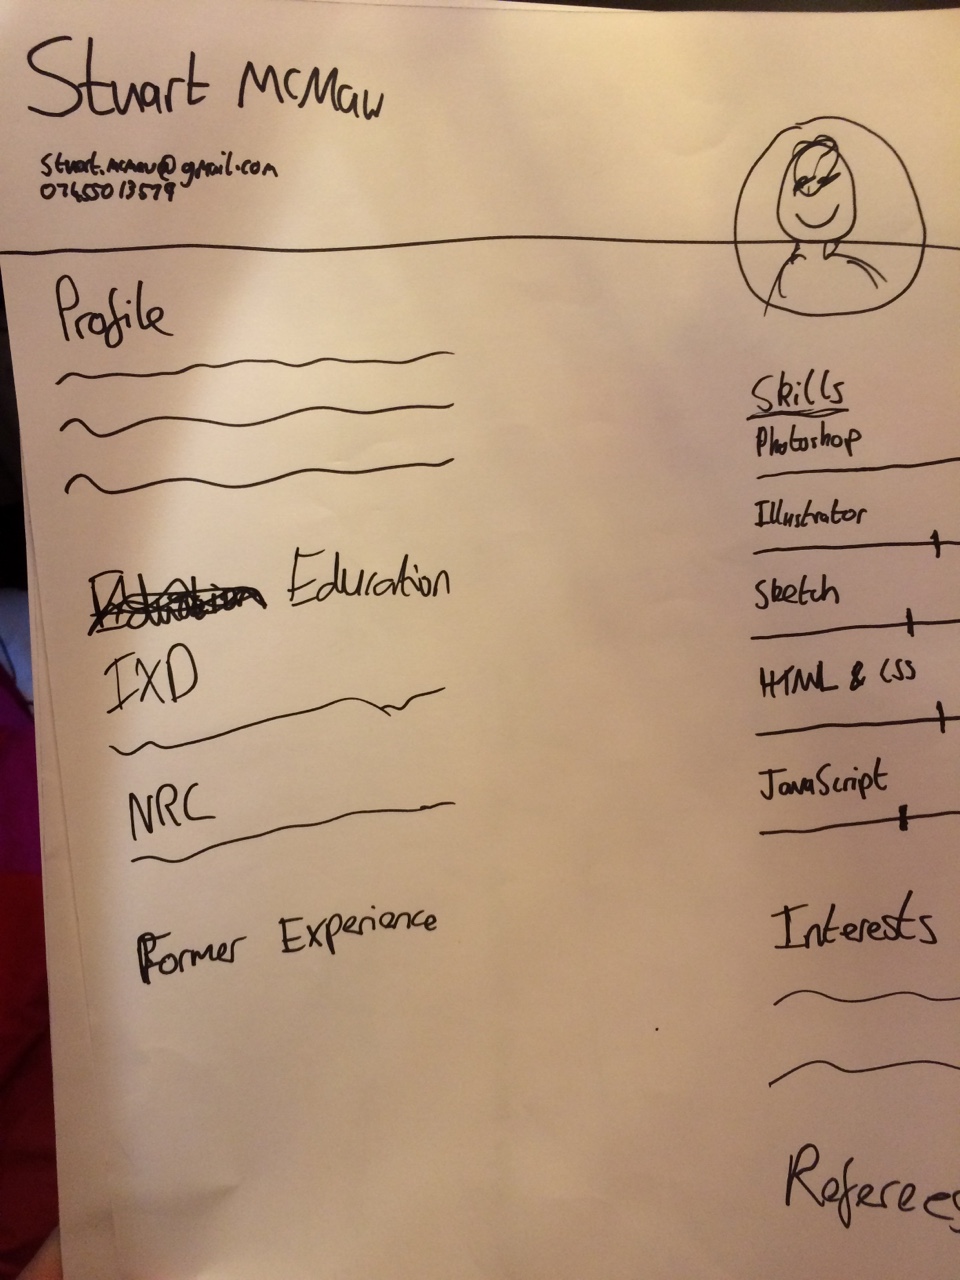 Stuart McMaw
stuart.mcmaw@gmail.com
07455013579
Profile
Education
IXD
NRC
Former Experience
Skills
Photoshop
Illustrator
Sketch
HTML & CSS
JavaScript
Interests
Referees